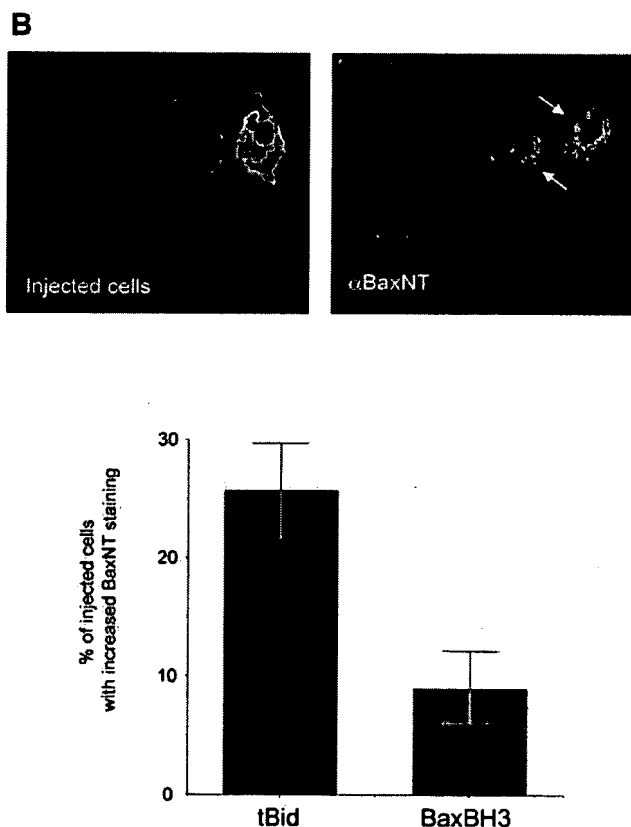 B
Injected cells
αBaxNT
% of injected cells
with increased BaxNT staining
30
20
10
0
tBid
BaxBH3